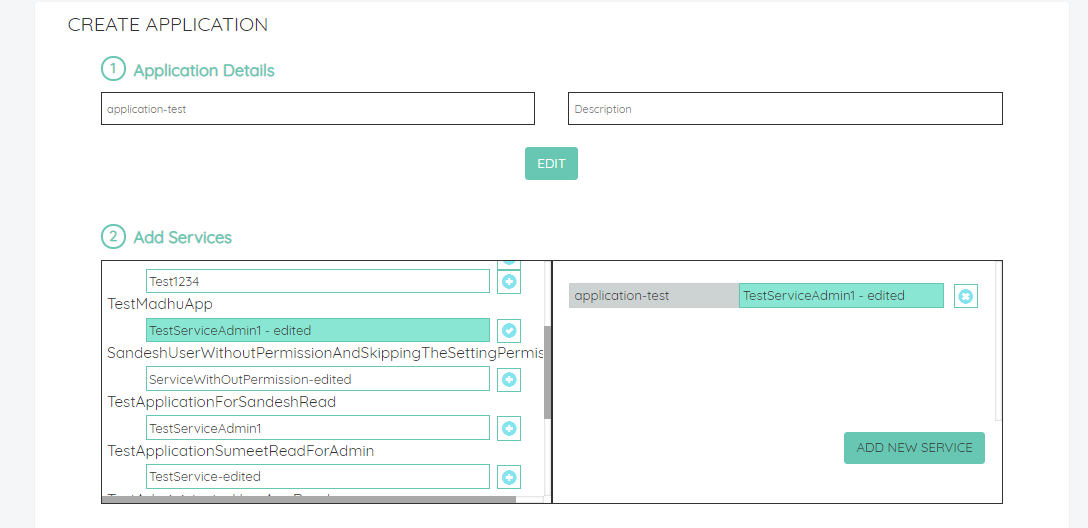 CREATE APPLICATION
1 Application Details
application-test
Description
EDIT
2 Add Services
Test1234
TestMadhuApp
TestServiceAdmin1 - edited
SandeshUserWithoutPermissionAndSkippingTheSettingPermis
ServiceWithOutPermission-edited
TestApplicationForSandeshRead
TestServiceAdmin1
TestApplicationSumeetReadForAdmin
TestService-edited
application-test TestServiceAdmin1 - edited
ADD NEW SERVICE